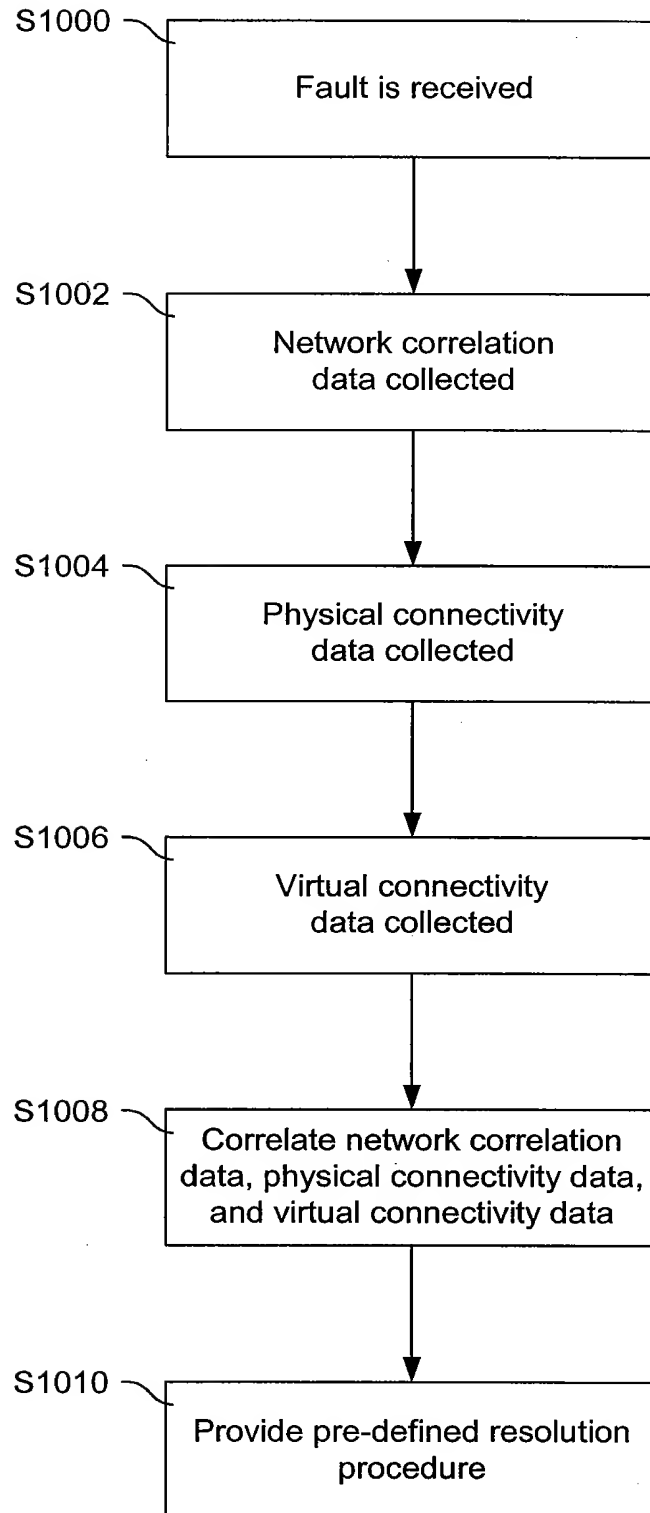 S1000
Fault is received
S1002
Network correlation
data collected
S1004
Physical connectivity
data collected
S1006
Virtual connectivity
data collected
S1008
Correlate network correlation
data, physical connectivity data,
and virtual connectivity data
S1010
Provide pre-defined resolution
procedure